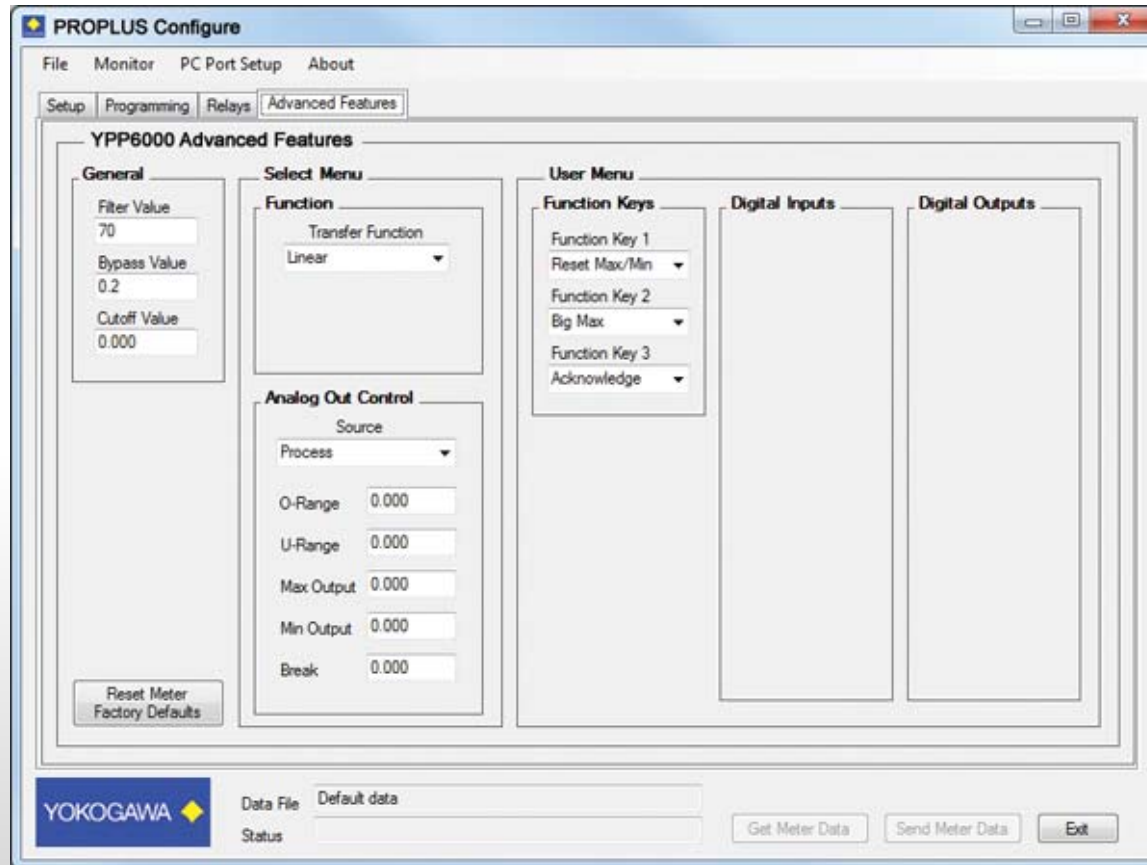 PROPLUS Configure
File Monitor PC Port Setup About
Setup Programming Relays Advanced Features
YPP6000 Advanced Features
General
Filter Value
70
Bypass Value
0.2
Cutoff Value
0.000
Reset Meter
Factory Defaults
Select Menu
Function
Transfer Function
Linear
Analog Out Control
Source
Process
O-Range 0.000
U-Range 0.000
Max Output 0.000
Min Output 0.000
Break 0.000
User Menu
Function Keys
Function Key 1
Reset Max/Min
Function Key 2
Big Max
Function Key 3
Acknowledge
Digital Inputs
Digital Outputs
YOKOGAWA
Data File Default data
Status
Get Meter Data Send Meter Data Exit